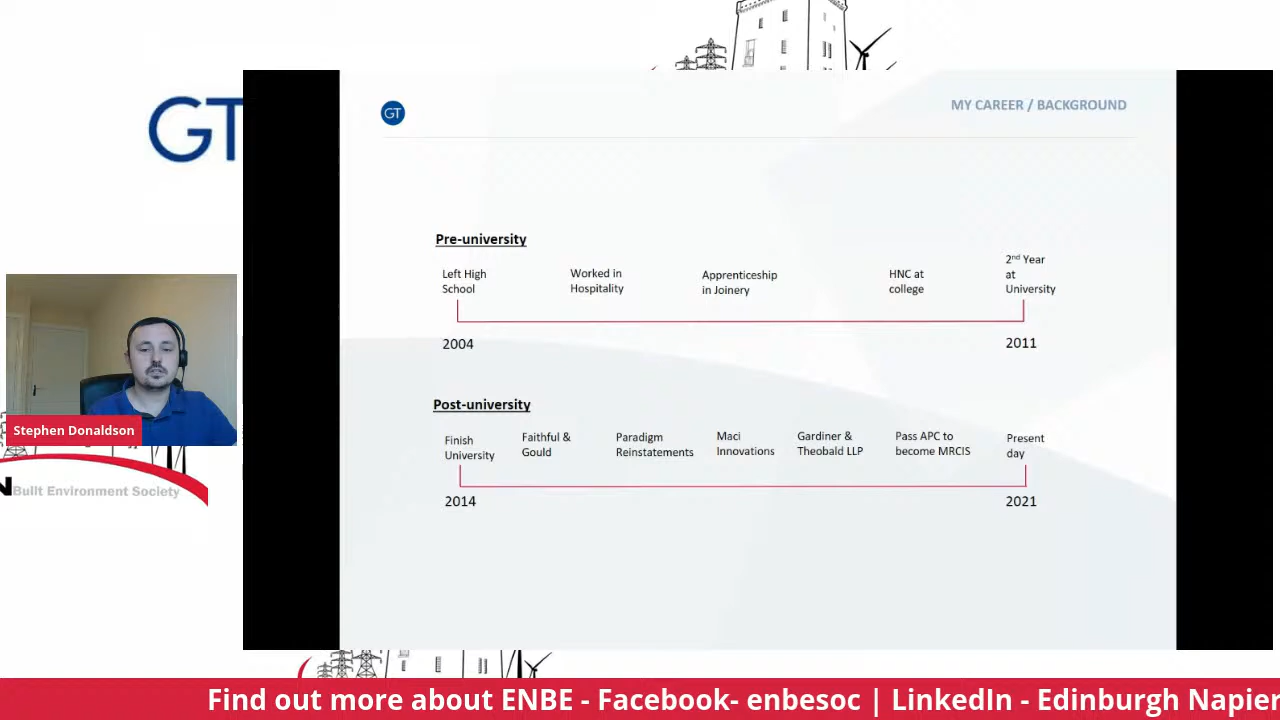 GT
GT
MY CAREER / BACKGROUND
Pre-university
Left High
School
Worked in
Hospitality
Apprenticeship
in Joinery
HNC at
college
2nd Year
at
University
2004
2011
Post-university
Finish
University
Faithful &
Gould
Paradigm
Reinstatements
Maci
Innovations
Gardiner &
Theobald LLP
Pass APC to
become MRCIS
Present
day
2014
2021
Stephen Donaldson
N Built Environment Society
Find out more about ENBE - Facebook- enbesoc | LinkedIn - Edinburgh Napier